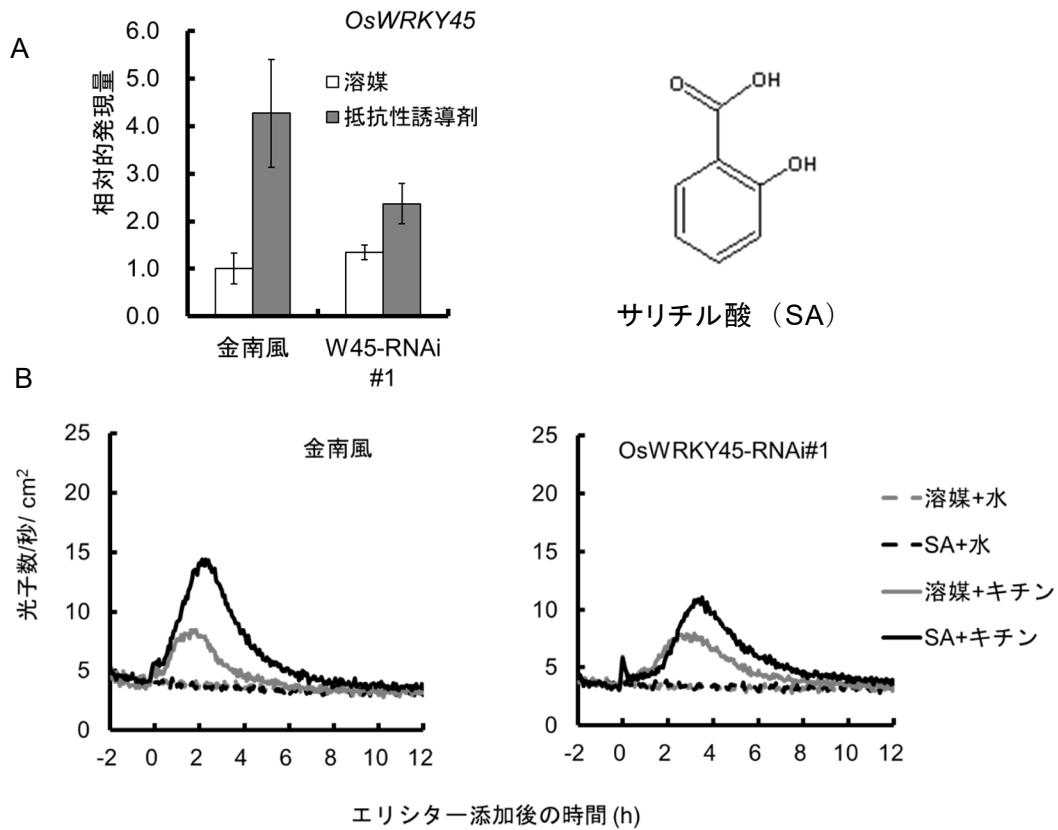 A
OsWRKY45
相対的発現量
6.0
5.0
4.0
3.0
2.0
1.0
0.0
溶媒
抵抗性誘導剤
金南風
W45-RNAi
#1
O
OH
OH
サリチル酸（SA）
B
光子数/秒/ cm2
金南風
25
20
15
10
5
0
-2 0 2 4 6 8 10 12
OsWRKY45-RNAi#1
25
20
15
10
5
0
-2 0 2 4 6 8 10 12
溶媒+水
SA+水
溶媒+キチン
SA+キチン
エリシター添加後の時間 (h)